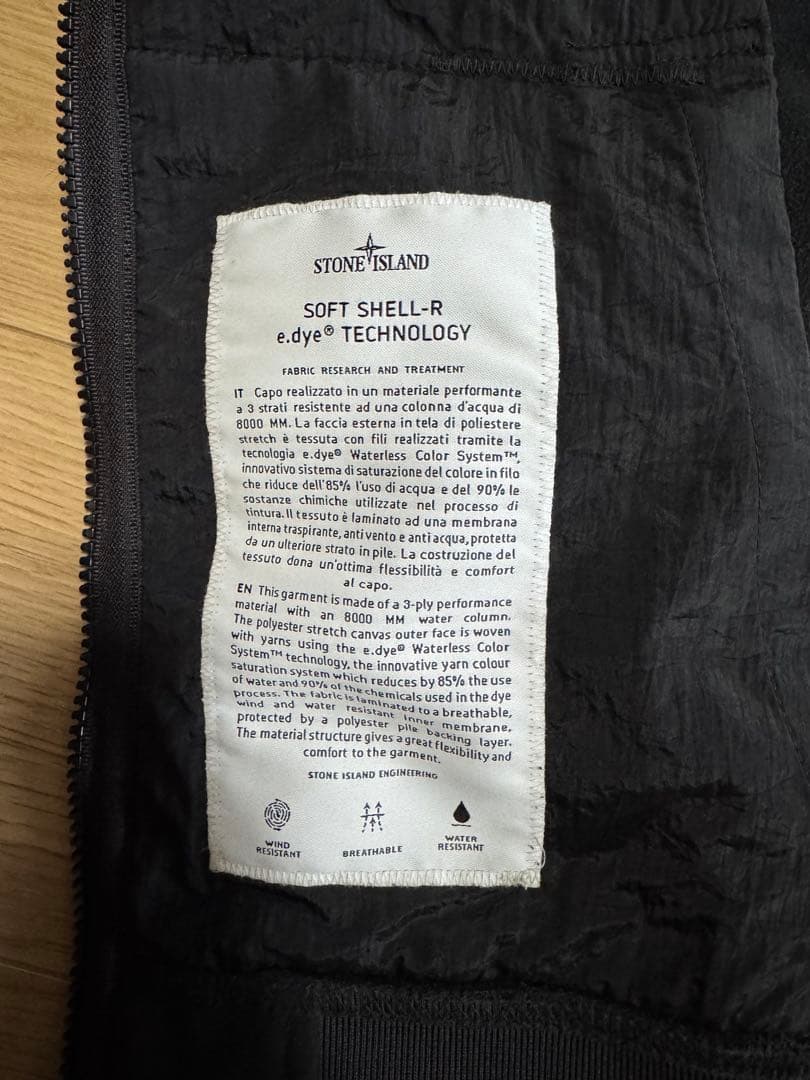 STONE ISLAND
SOFT SHELL-R
e.dye® TECHNOLOGY
FABRIC RESEARCH AND TREATMENT
IT Capo realizzato in un materiale performante
a 3 strati resistente ad una colonna d'acqua di
8000 MM. La faccia esterna in tela di poliestere
stretch è tessuta con fili realizzati tramite la
tecnologia e.dye® Waterless Color System™,
innovativo sistema di saturazione del colore in filo
che riduce dell'85% l'uso di acqua e del 90% le
sostanze chimiche utilizzate nel processo di
tintura. Il tessuto è laminato ad una membrana
interna traspirante, antivento e anti acqua, protetta
da un ulteriore strato in pile. La costruzione del
tessuto dona un'ottima flessibilità e comfort
al capo.
EN This garment is made of a 3-ply performance
material with an 8000 MM water column.
The polyester stretch canvas outer face is woven
with yarns using the e.dye® Waterless Color
System™ technology, the innovative yarn colour
saturation system which reduces by 85% the use
of water and 90% of the chemicals used in the dye
process. The fabric is laminated to a breathable,
wind and water resistant inner membrane,
protected by a polyester pile backing layer.
The material structure gives a great flexibility and
comfort to the garment.
STONE ISLAND ENGINEERING
WIND
RESISTANT
BREATHABLE
WATER
RESISTANT